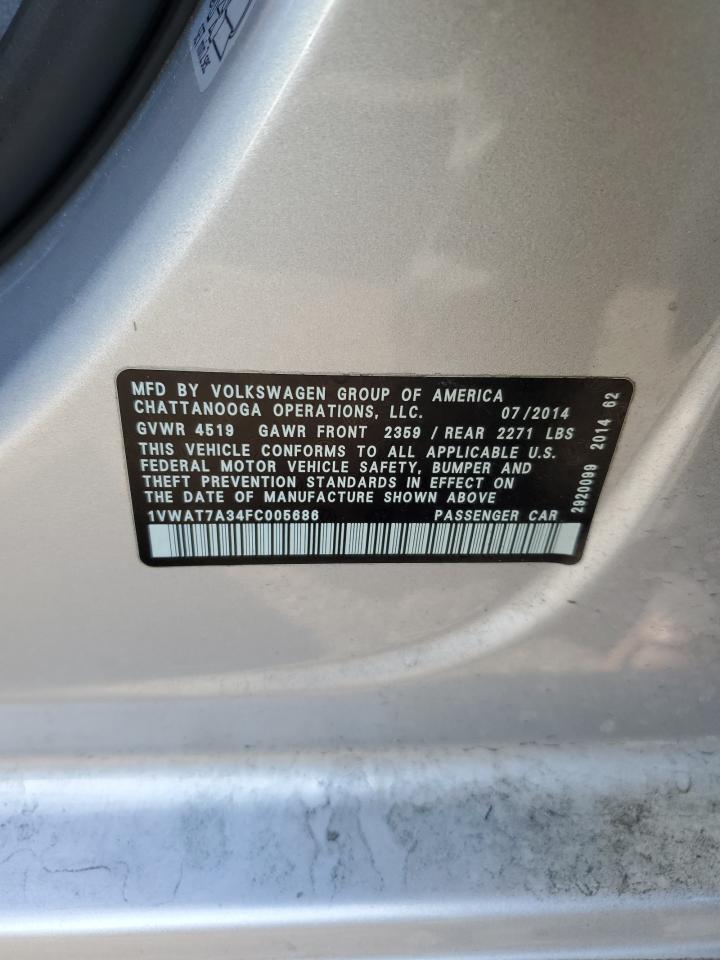 MFD BY VOLKSWAGEN GROUP OF AMERICA
CHATTANOOGA OPERATIONS, LLC. 07/2014
GVWR 4519 GAWR FRONT 2359 / REAR 2271 LBS
THIS VEHICLE CONFORMS TO ALL APPLICABLE U.S.
FEDERAL MOTOR VEHICLE SAFETY, BUMPER AND
THEFT PREVENTION STANDARDS IN EFFECT ON
THE DATE OF MANUFACTURE SHOWN ABOVE
1VWAT7A34FC005686 PASSENGER CAR
2920099 2014 62